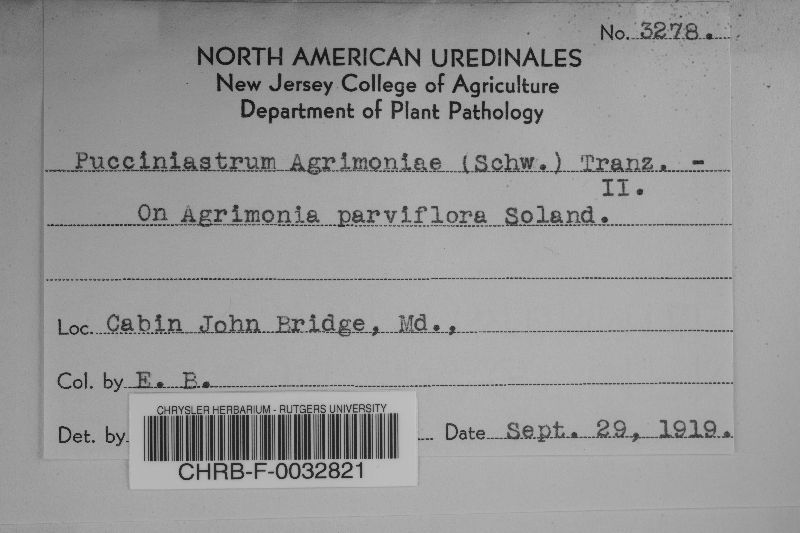 No. 3278.
NORTH AMERICAN UREDINALES
New Jersey College of Agriculture
Department of Plant Pathology
Pucciniastrum Agrimoniae (Schw.) Tranz. -
II.
On Agrimonia parviflora Soland.
Loc. Cabin John Bridge, Md.,
Col. by E. B.
CHRYSLER HERBARIUM - RUTGERS UNIVERSITY
Det. by Date Sept. 29, 1919.
CHRB-F-0032821